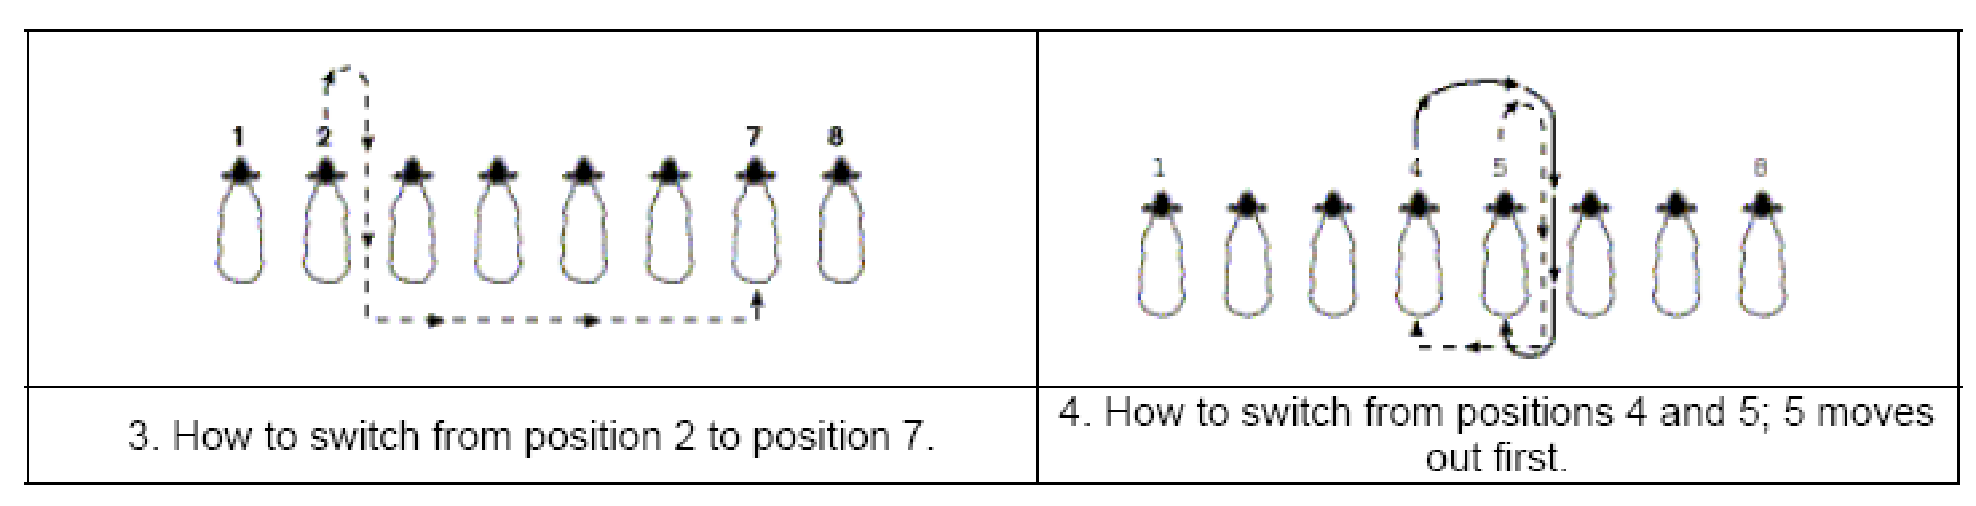 1 2 7 8
1 4 5 8
3. How to switch from position 2 to position 7.
4. How to switch from positions 4 and 5; 5 moves
out first.